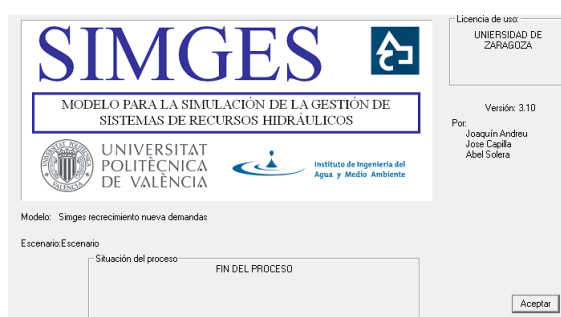 SIMGES
MODELO PARA LA SIMULACIÓN DE LA GESTIÓN DE
SISTEMAS DE RECURSOS HIDRÁULICOS
UNIVERSITAT
POLITÈCNICA
DE VALÈNCIA
Instituto de Ingeniería del
Agua y Medio Ambiente
Licencia de uso:
UNIERSIDAD DE
ZARAGOZA
Versión: 3.10
Por:
Joaquín Andreu
Jose Capilla
Abel Solera
Modelo: Simges recrecimiento nueva demandas
Escenario:Escenario
Situación del proceso
FIN DEL PROCESO
Aceptar